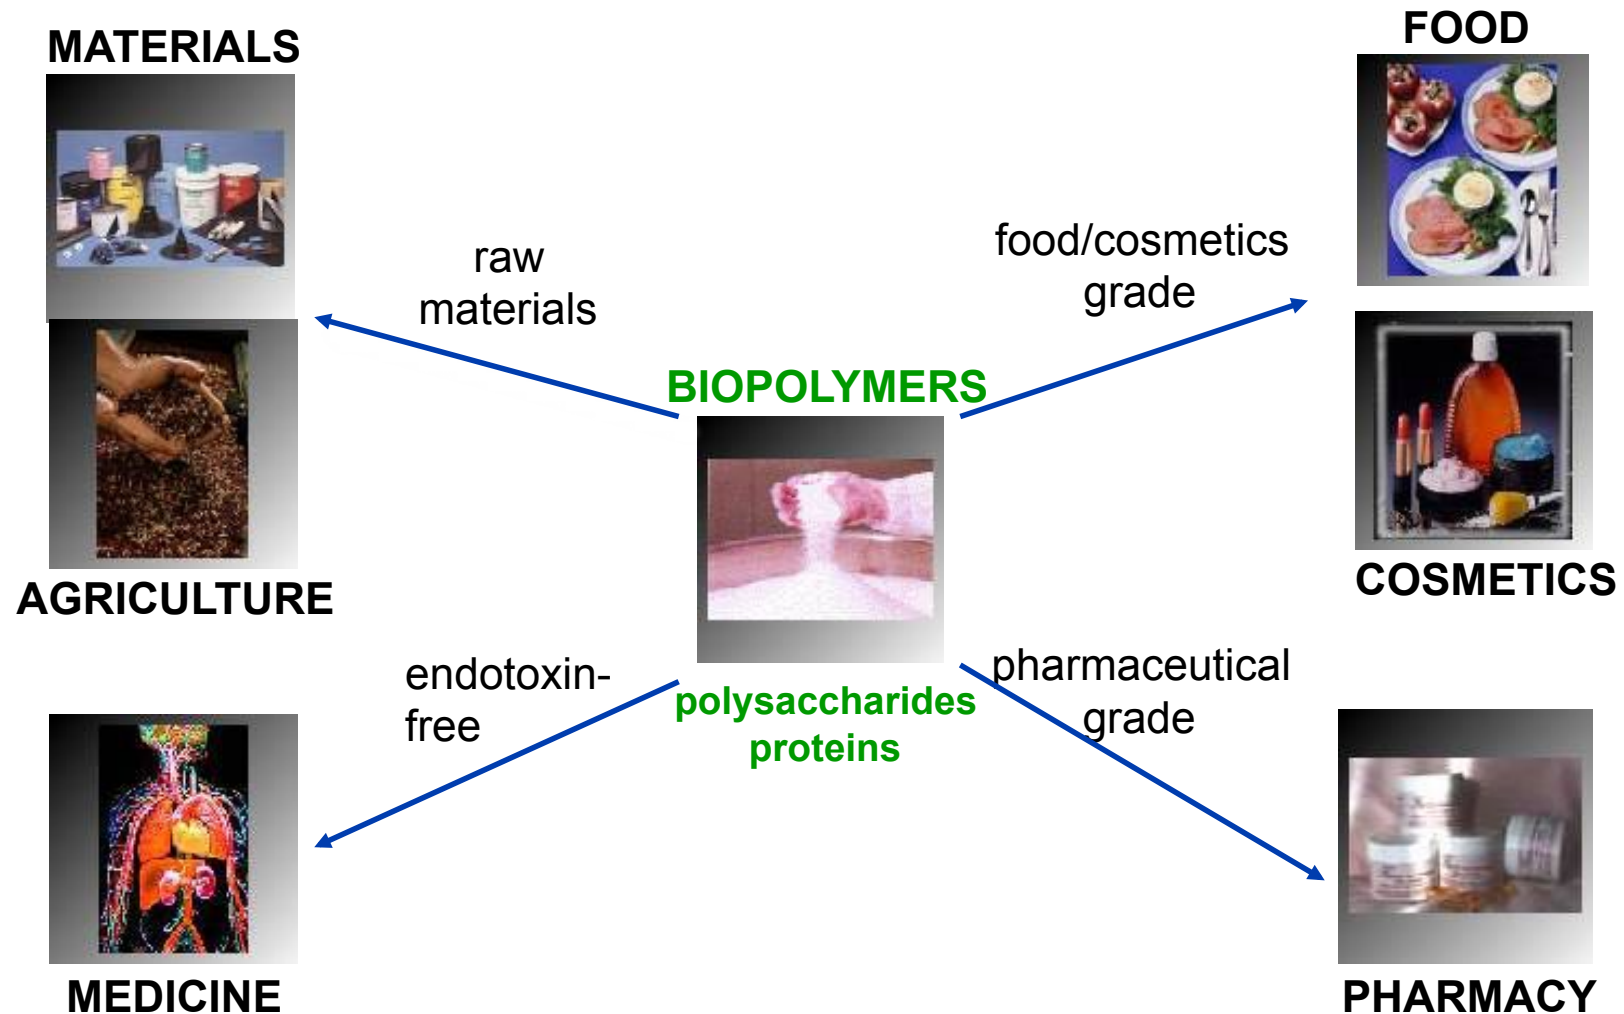 MATERIALS
FOOD
raw
materials
food/cosmetics
grade
BIOPOLYMERS
AGRICULTURE
COSMETICS
endotoxin-
free
polysaccharides
proteins
pharmaceutical
grade
MEDICINE
PHARMACY